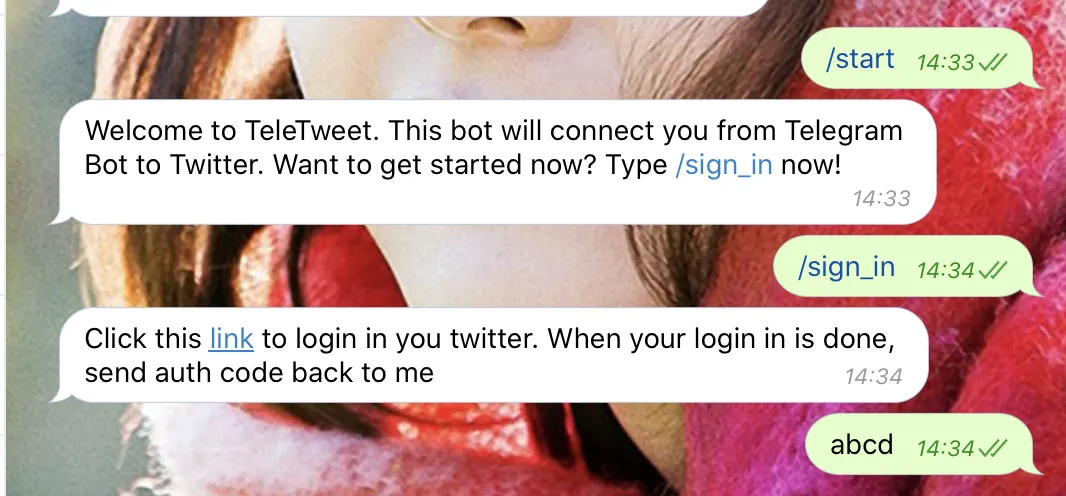 /start 14:33
Welcome to TeleTweet. This bot will connect you from Telegram
Bot to Twitter. Want to get started now? Type /sign_in now!
14:33
/sign_in 14:34
Click this link to login in you twitter. When your login in is done,
send auth code back to me 14:34
abcd 14:34